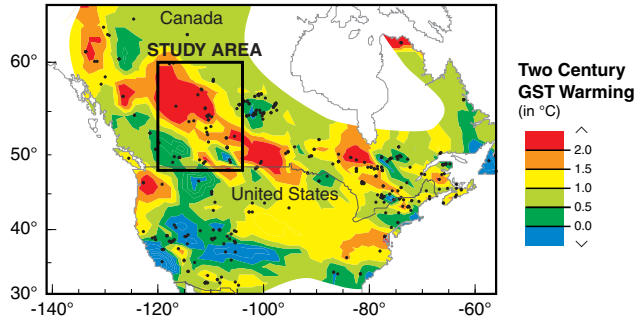 Canada
60°
STUDY AREA
50°
United States
40°
30°
-140°
-120°
-100°
-80°
-60°
Two Century
GST Warming
(in °C)
2.0
1.5
1.0
0.5
0.0